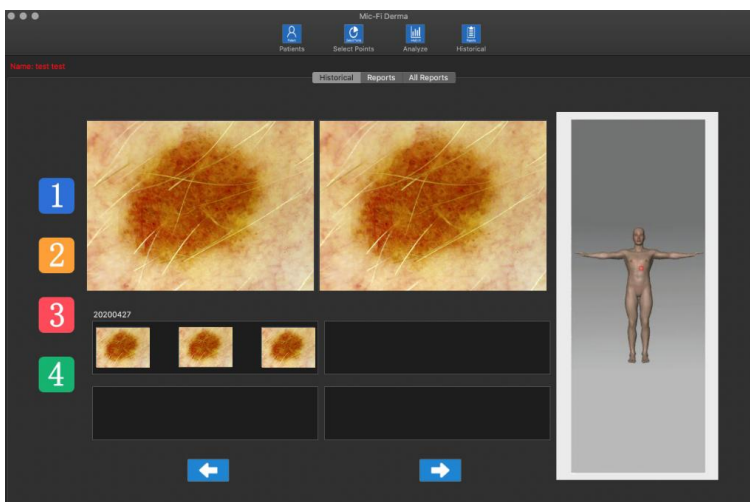 Mic-Fi Derma
Patients Select Points Analyze Historical
Name: test test
Historical Reports All Reports
1
2
3
20200427
4